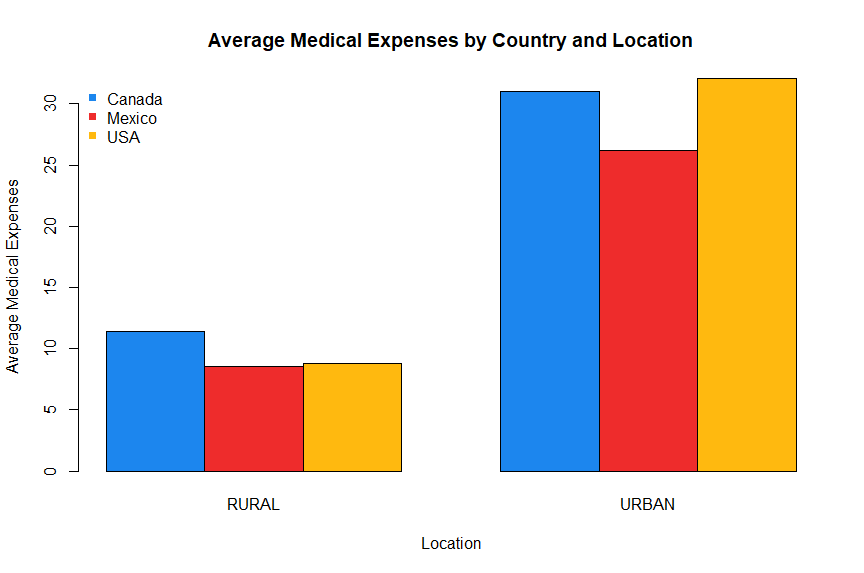 Average Medical Expenses by Country and Location
Canada
Mexico
USA
Average Medical Expenses
30
25
20
15
10
5
0
RURAL
URBAN
Location